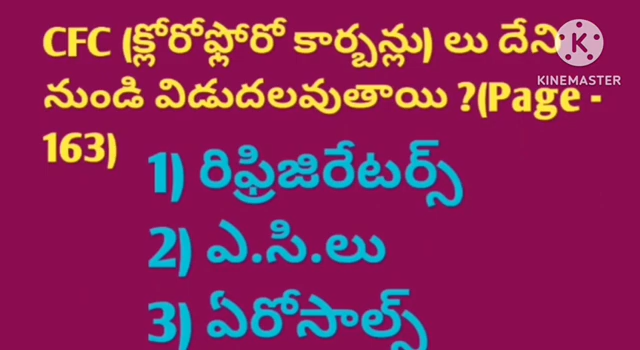 CFC (క్లోరోఫ్లోరో కార్బన్లు) లు దేని
KINEMASTER
నుండి విడుదలవుతాయి ?(Page -
163)
1) రిఫ్రిజిరేటర్స్
2) ఎ.సి.లు
3) ఏరోసాల్స్